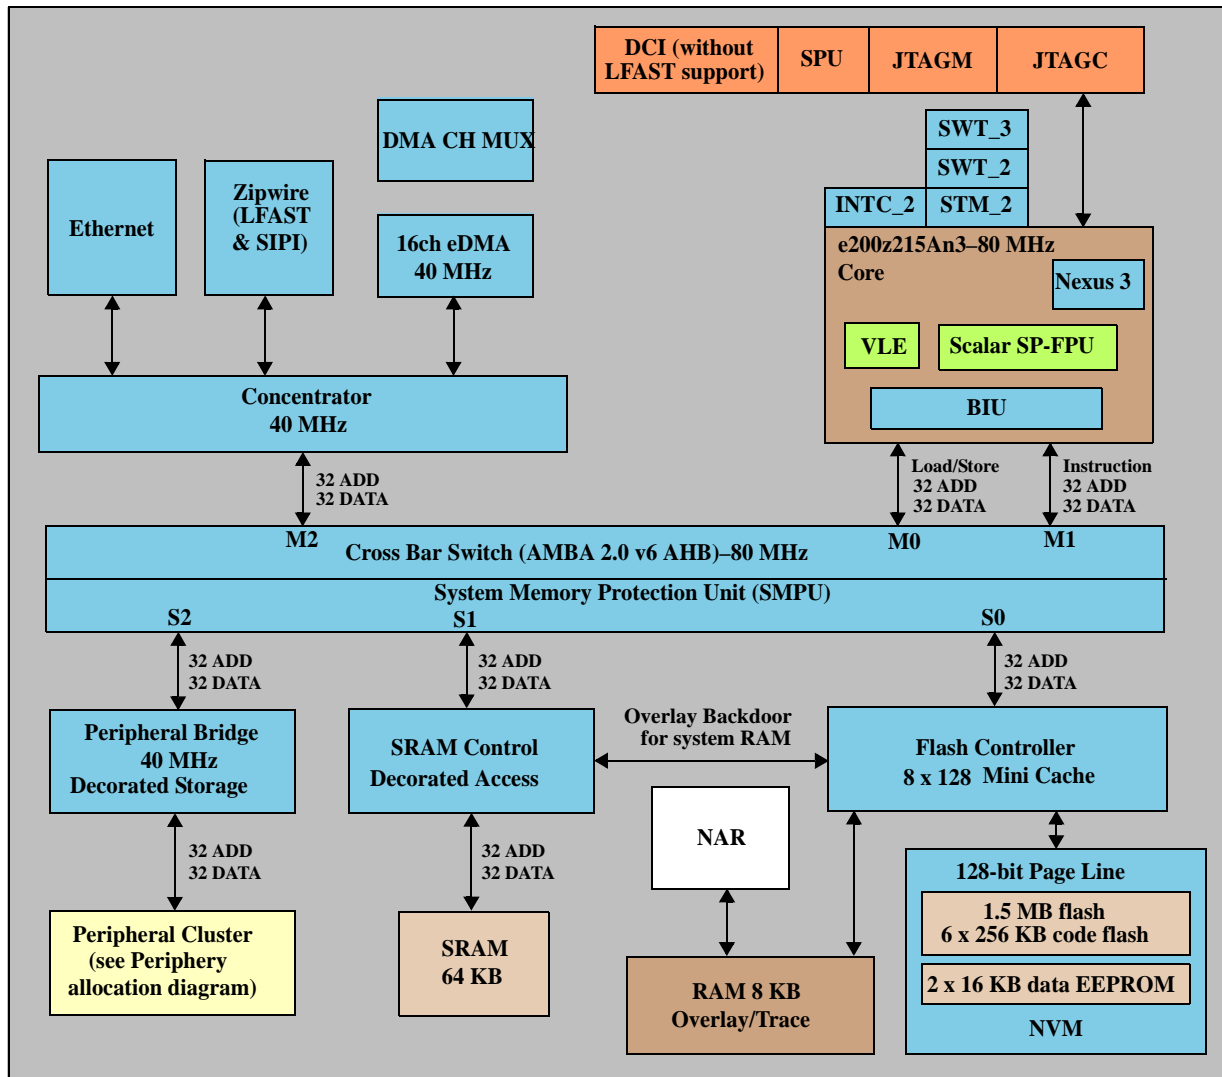 DCI (without
LFAST support)
SPU
JTAGM
JTAGC
DMA CH MUX
SWT_3
SWT_2
INTC_2
STM_2
Ethernet
Zipwire
(LFAST
& SIPI)
16ch eDMA
40 MHz
e200z215An3–80 MHz
Core
Nexus 3
VLE
Scalar SP-FPU
BIU
Concentrator
40 MHz
32 ADD
32 DATA
Load/Store
32 ADD
32 DATA
Instruction
32 ADD
32 DATA
M2
M0
M1
Cross Bar Switch (AMBA 2.0 v6 AHB)–80 MHz
System Memory Protection Unit (SMPU)
S2
S1
S0
32 ADD
32 DATA
32 ADD
32 DATA
32 ADD
32 DATA
Peripheral Bridge
40 MHz
Decorated Storage
SRAM Control
Decorated Access
Overlay Backdoor
for system RAM
Flash Controller
8 x 128 Mini Cache
32 ADD
32 DATA
32 ADD
32 DATA
NAR
128-bit Page Line
1.5 MB flash
6 x 256 KB code flash
2 x 16 KB data EEPROM
NVM
Peripheral Cluster
(see Periphery
allocation diagram)
SRAM
64 KB
RAM 8 KB
Overlay/Trace